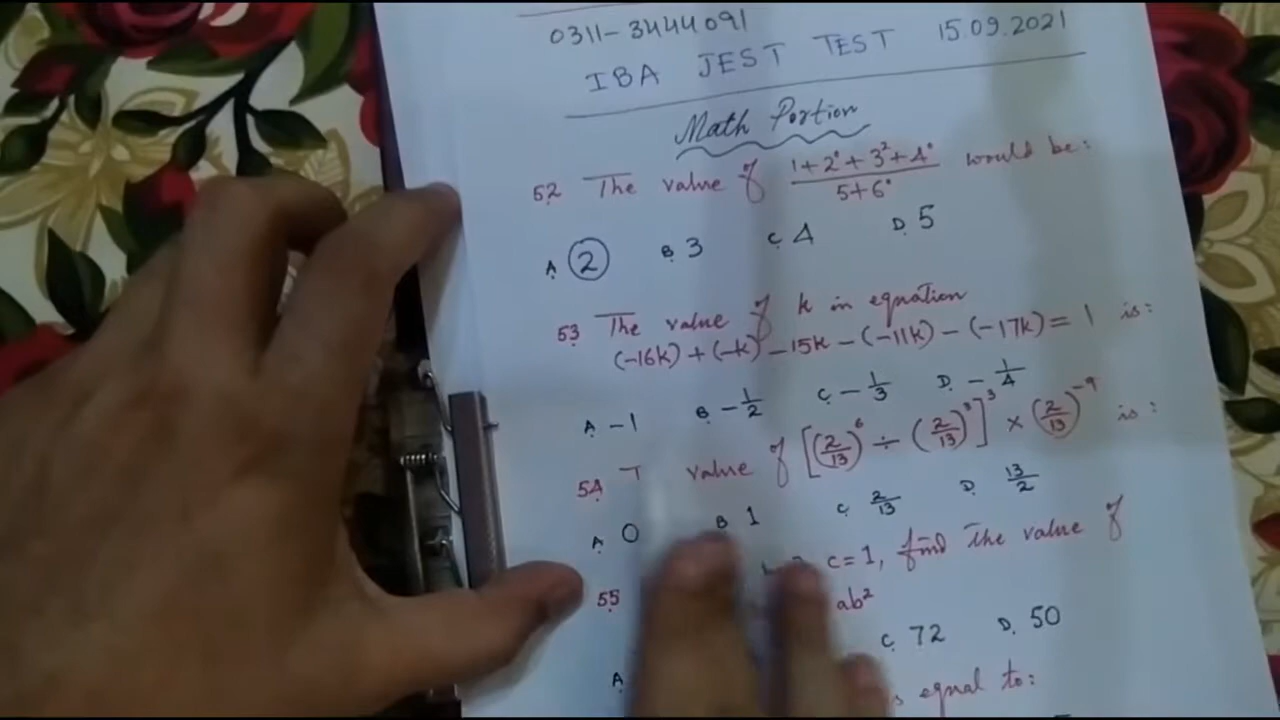 0311-3444091
IBA JEST TEST 15.09.2021
Math Portion
52 The value of (1+2°+3²+4°)/(5+6°) would be:
A. 2 B. 3 C. 4 D. 5
53 The value of k in equation
(-16k)+(-k)-15k-(-11k)-(-17k)=1 is:
A -1 B -1/2 C. -1/3 D -1/4
54 value of [(2/13)⁶ ÷ (2/13)³]³ × (2/13)⁻⁹ is:
A 0 B 1 C. 2/13 D. 13/2
55 c=1, find the value of
ab²
A. C. 72 D. 50
is equal to: